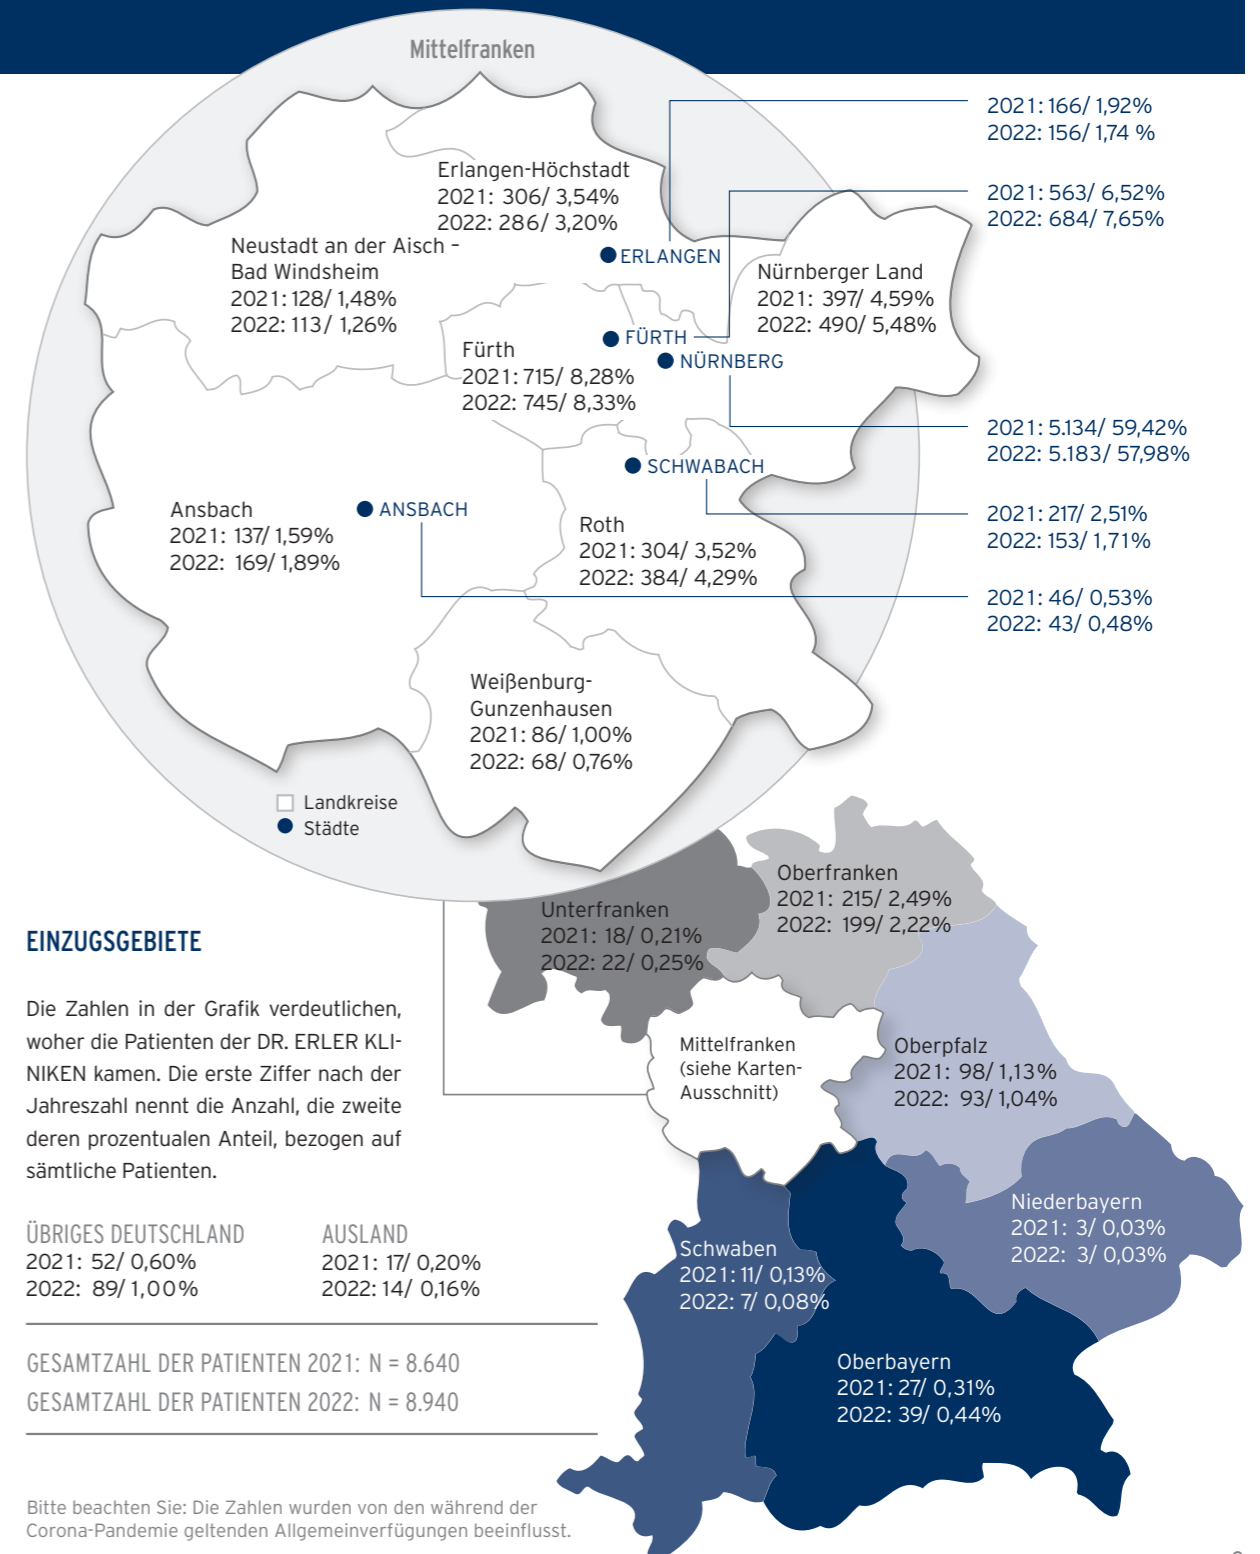 Mittelfranken
2021: 166/ 1,92%
2022: 156/ 1,74 %
Erlangen-Höchstadt
2021: 306/ 3,54%
2022: 286/ 3,20%
2021: 563/ 6,52%
2022: 684/ 7,65%
Neustadt an der Aisch –
Bad Windsheim
2021: 128/ 1,48%
2022: 113/ 1,26%
ERLANGEN
Nürnberger Land
2021: 397/ 4,59%
2022: 490/ 5,48%
FÜRTH
NÜRNBERG
Fürth
2021: 715/ 8,28%
2022: 745/ 8,33%
2021: 5.134/ 59,42%
2022: 5.183/ 57,98%
SCHWABACH
ANSBACH
Ansbach
2021: 137/ 1,59%
2022: 169/ 1,89%
Roth
2021: 304/ 3,52%
2022: 384/ 4,29%
2021: 217/ 2,51%
2022: 153/ 1,71%
2021: 46/ 0,53%
2022: 43/ 0,48%
Weißenburg-
Gunzenhausen
2021: 86/ 1,00%
2022: 68/ 0,76%
Landkreise
Städte
Oberfranken
2021: 215/ 2,49%
2022: 199/ 2,22%
Unterfranken
2021: 18/ 0,21%
2022: 22/ 0,25%
EINZUGSGEBIETE
Die Zahlen in der Grafik verdeutlichen,
woher die Patienten der DR. ERLER KLI-
NIKEN kamen. Die erste Ziffer nach der
Jahreszahl nennt die Anzahl, die zweite
deren prozentualen Anteil, bezogen auf
sämtliche Patienten.
Mittelfranken
(siehe Karten-
Ausschnitt)
Oberpfalz
2021: 98/ 1,13%
2022: 93/ 1,04%
Niederbayern
2021: 3/ 0,03%
2022: 3/ 0,03%
ÜBRIGES DEUTSCHLAND
2021: 52/ 0,60%
2022: 89/ 1,00%
AUSLAND
2021: 17/ 0,20%
2022: 14/ 0,16%
Schwaben
2021: 11/ 0,13%
2022: 7/ 0,08%
Oberbayern
2021: 27/ 0,31%
2022: 39/ 0,44%
GESAMTZAHL DER PATIENTEN 2021: N = 8.640
GESAMTZAHL DER PATIENTEN 2022: N = 8.940
Bitte beachten Sie: Die Zahlen wurden von den während der
Corona-Pandemie geltenden Allgemeinverfügungen beeinflusst.